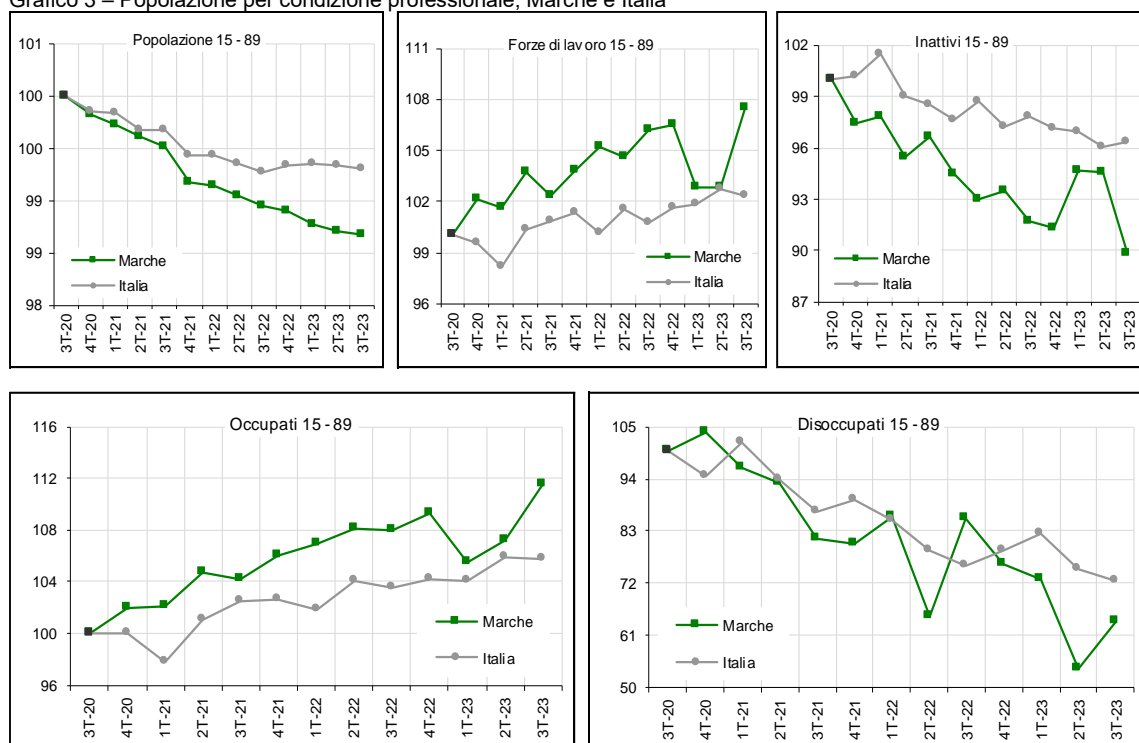 Grafico 3 – Popolazione per condizione professionale, Marche e Italia
Popolazione 15 - 89
101
100
100
99
99
98
Marche
Italia
3T-20
4T-20
1T-21
2T-21
3T-21
4T-21
1T-22
2T-22
3T-22
4T-22
1T-23
2T-23
3T-23
Forze di lavoro 15 - 89
111
108
105
102
99
96
Marche
Italia
3T-20
4T-20
1T-21
2T-21
3T-21
4T-21
1T-22
2T-22
3T-22
4T-22
1T-23
2T-23
3T-23
Inattivi 15 - 89
102
99
96
93
90
87
Marche
Italia
3T-20
4T-20
1T-21
2T-21
3T-21
4T-21
1T-22
2T-22
3T-22
4T-22
1T-23
2T-23
3T-23
Occupati 15 - 89
116
112
108
104
100
96
Marche
Italia
3T-20
4T-20
1T-21
2T-21
3T-21
4T-21
1T-22
2T-22
3T-22
4T-22
1T-23
2T-23
3T-23
Disoccupati 15 - 89
105
94
83
72
61
50
Marche
Italia
3T-20
4T-20
1T-21
2T-21
3T-21
4T-21
1T-22
2T-22
3T-22
4T-22
1T-23
2T-23
3T-23